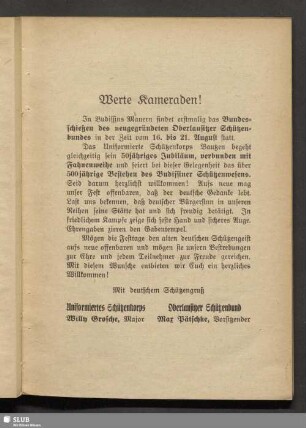 Werte Kameraden!
In Budissins Mauern findet erstmalig das Bundes-
schießen des neugegründeten Oberlausitzer Schützen-
bundes in der Zeit vom 16. bis 21. August statt.
Das Uniformierte Schützenkorps Bautzen begeht
gleichzeitig sein 50jähriges Jubiläum, verbunden mit
Fahnenweihe und feiert bei dieser Gelegenheit das über
500jährige Bestehen des Budissiner Schützenwesens.
Seid darum herzlichst willkommen! Aufs neue mag
unser Fest offenbaren, daß der deutsche Gedanke lebt.
Laßt uns bekennen, daß deutscher Bürgersinn in unseren
Reihen seine Stätte hat und sich freudig betätigt. In
friedlichem Kampfe zeige sich feste Hand und sicheres Auge.
Ehrengaben zieren den Gabentempel.
Mögen die Festtage den alten deutschen Schützengeist
aufs neue offenbaren und mögen sie unsern Bestrebungen
zur Ehre und jedem Teilnehmer zur Freude gereichen.
Mit diesem Wunsche entbieten wir Euch ein herzliches
Willkommen!
Mit deutschem Schützengruß
Uniformiertes Schützenkorps Oberlausitzer Schützenbund
Willy Grosche, Major Max Pätschke, Vorsitzender
SLUB